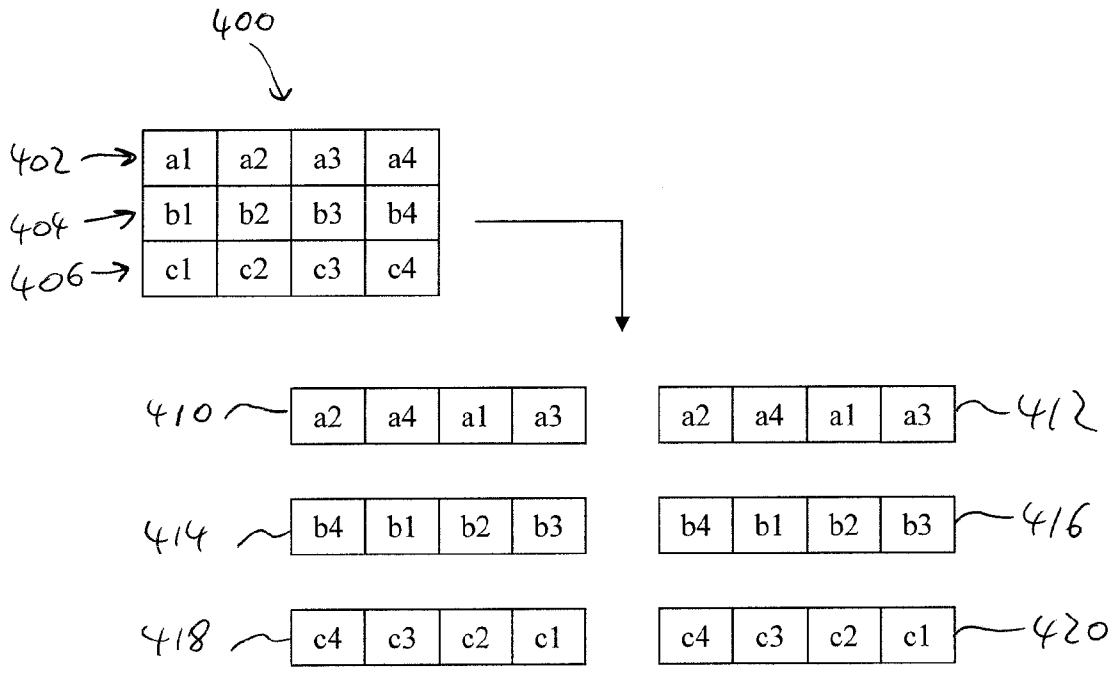 400
402 a1 a2 a3 a4
404 b1 b2 b3 b4
406 c1 c2 c3 c4
410 a2 a4 a1 a3 a2 a4 a1 a3 412
414 b4 b1 b2 b3 b4 b1 b2 b3 416
418 c4 c3 c2 c1 c4 c3 c2 c1 420